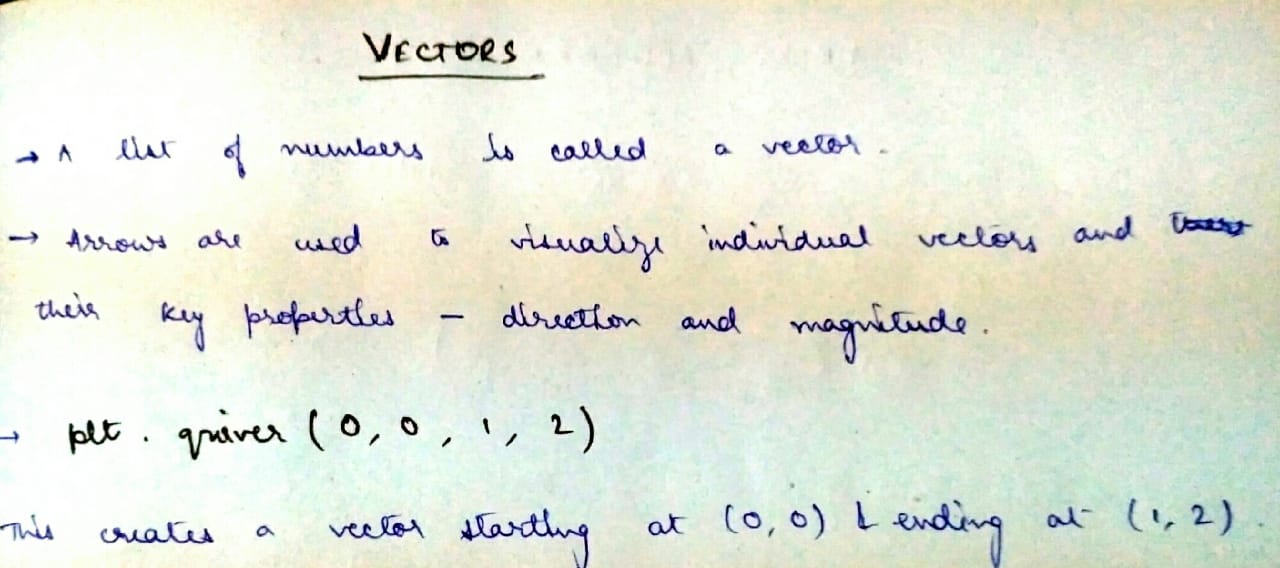 VECTORS
→ A list of numbers is called a vector.
→ Arrows are used to visualize individual vectors and
their key properties – direction and magnitude.
→ plt . quiver (0, 0, 1, 2)
This creates a vector starting at (0, 0) & ending at (1, 2).